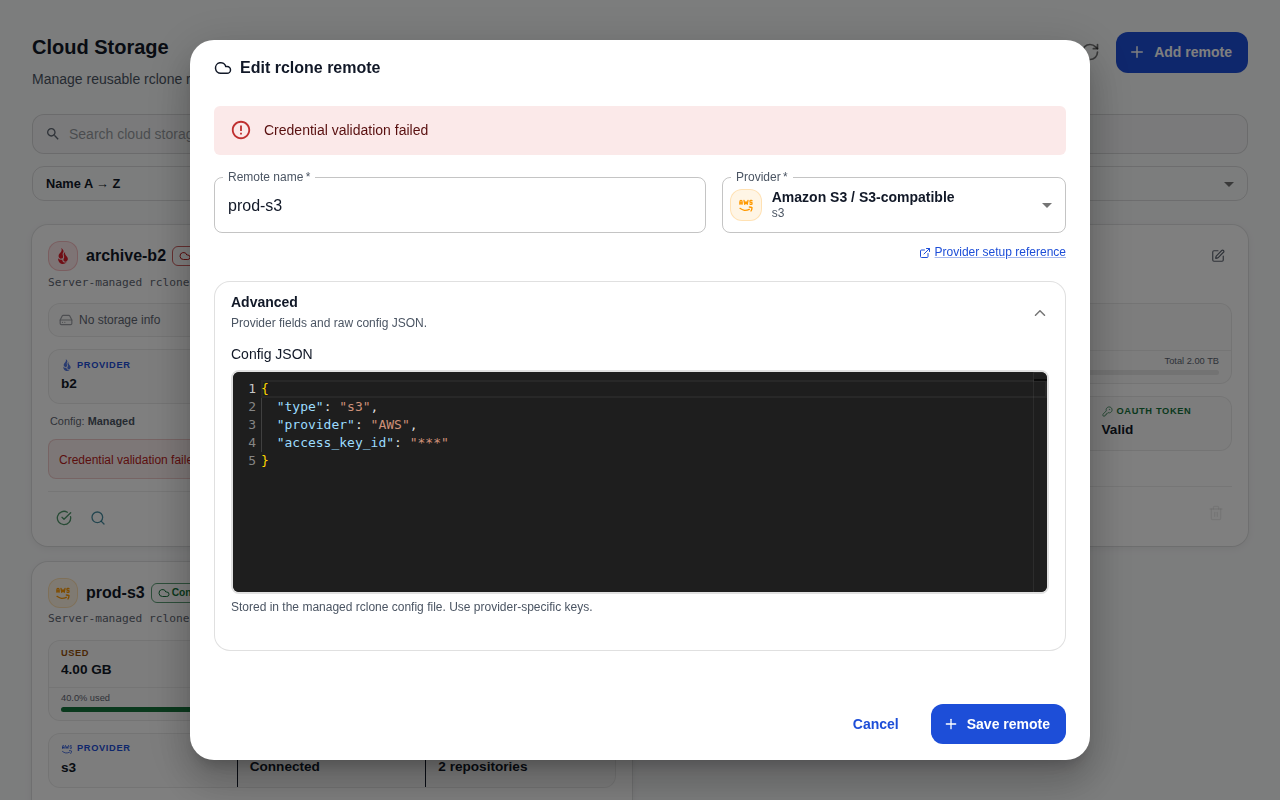 Cloud Storage
Add remote
Manage reusable rclone
Search cloud storag
Name A → Z
archive-b2
Server-managed rclone
No storage info
PROVIDER
b2
Config: Managed
Credential validation faile
prod-s3
Con
Server-managed rclone
USED
4.00 GB
40.0% used
PROVIDER
s3
Connected
2 repositories
Total 2.00 TB
OAUTH TOKEN
Valid
Edit rclone remote
Credential validation failed
Remote name *
prod-s3
Provider *
aws
Amazon S3 / S3-compatible
s3
Provider setup reference
Advanced
Provider fields and raw config JSON.
Config JSON
1 {
2   "type": "s3",
3   "provider": "AWS",
4   "access_key_id": "***"
5 }
Stored in the managed rclone config file. Use provider-specific keys.
Cancel
Save remote